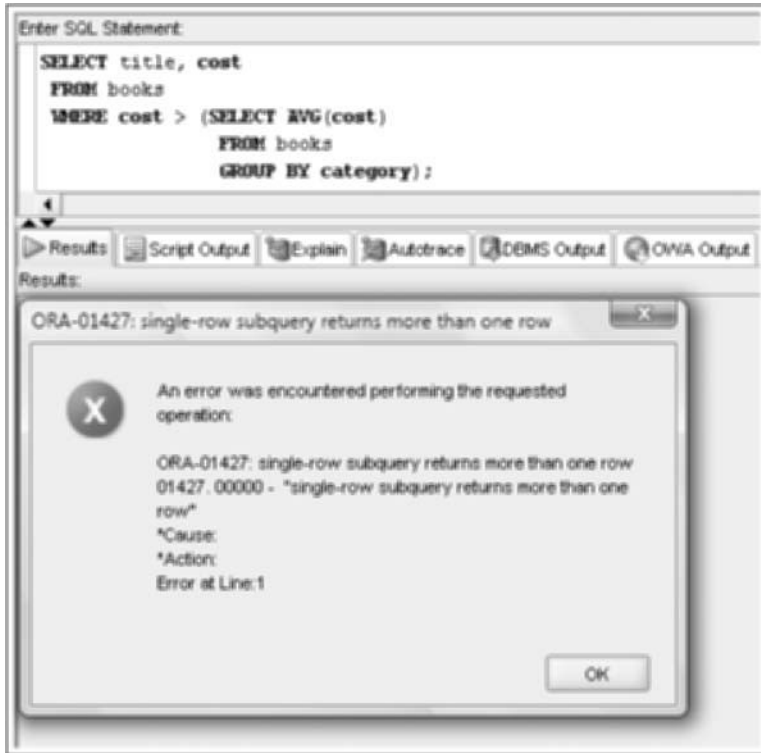 Enter SQL Statement:
SELECT title, cost
FROM books
WHERE cost > (SELECT AVG(cost)
FROM books
GROUP BY category);
Results Script Output Explain Autotrace DBMS Output OWA Output
Results:
ORA-01427: single-row subquery returns more than one row
An error was encountered performing the requested
operation:
ORA-01427: single-row subquery returns more than one row
01427. 00000 - "single-row subquery returns more than one
row"
*Cause:
*Action:
Error at Line:1
OK